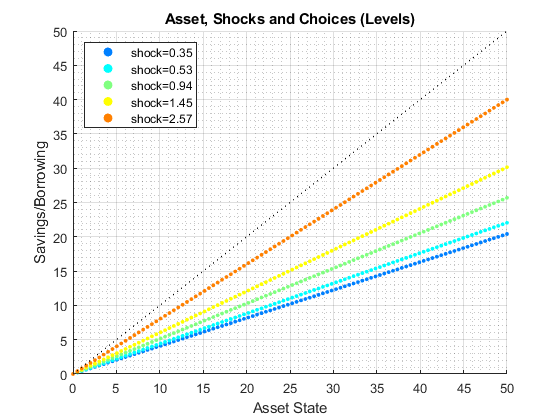 Asset, Shocks and Choices (Levels)
50
45
40
35
30
25
20
15
10
5
0
Savings/Borrowing
shock=0.35
shock=0.53
shock=0.94
shock=1.45
shock=2.57
0 5 10 15 20 25 30 35 40 45 50
Asset State